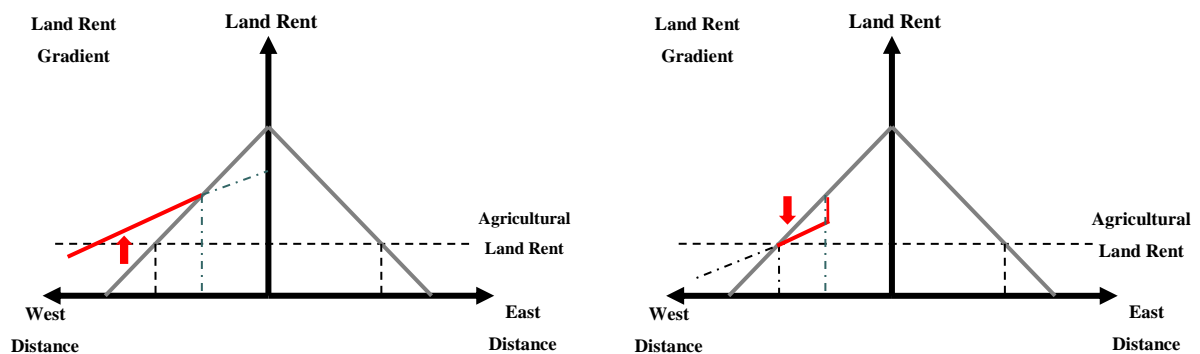 Land Rent
Gradient
Land Rent
Agricultural
Land Rent
West
Distance
East
Distance
Land Rent
Gradient
Land Rent
Agricultural
Land Rent
West
Distance
East
Distance